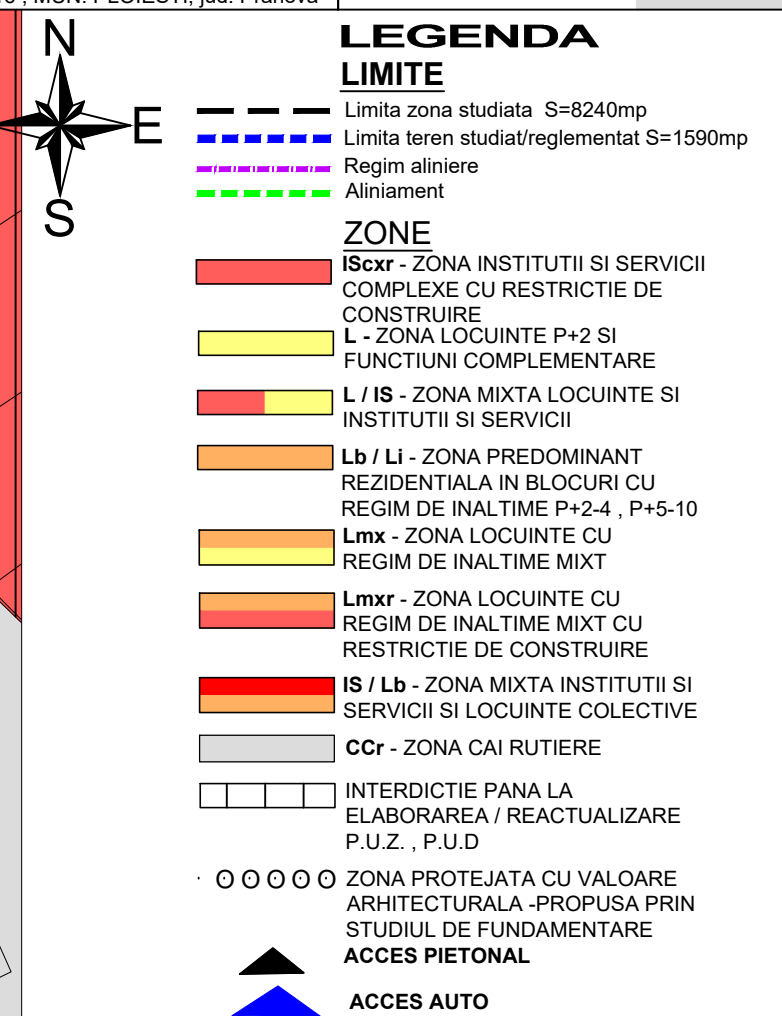 MUN. PLOIESTI, jud. Prahova
N
E
S
LEGENDA
LIMITE
Limita zona studiata S=8240mp
Limita teren studiat/reglementat S=1590mp
Regim aliniere
Aliniament
ZONE
IScxr - ZONA INSTITUTII SI SERVICII
COMPLEXE CU RESTRICTIE DE
CONSTRUIRE
L - ZONA LOCUINTE P+2 SI
FUNCTIUNI COMPLEMENTARE
L / IS - ZONA MIXTA LOCUINTE SI
INSTITUTII SI SERVICII
Lb / Li - ZONA PREDOMINANT
REZIDENTIALA IN BLOCURI CU
REGIM DE INALTIME P+2-4 , P+5-10
Lmx - ZONA LOCUINTE CU
REGIM DE INALTIME MIXT
Lmxr - ZONA LOCUINTE CU
REGIM DE INALTIME MIXT CU
RESTRICTIE DE CONSTRUIRE
IS / Lb - ZONA MIXTA INSTITUTII SI
SERVICII SI LOCUINTE COLECTIVE
CCr - ZONA CAI RUTIERE
INTERDICTIE PANA LA
ELABORAREA / REACTUALIZARE
P.U.Z. , P.U.D
ZONA PROTEJATA CU VALOARE
ARHITECTURALA -PROPUSA PRIN
STUDIUL DE FUNDAMENTARE
ACCES PIETONAL
ACCES AUTO